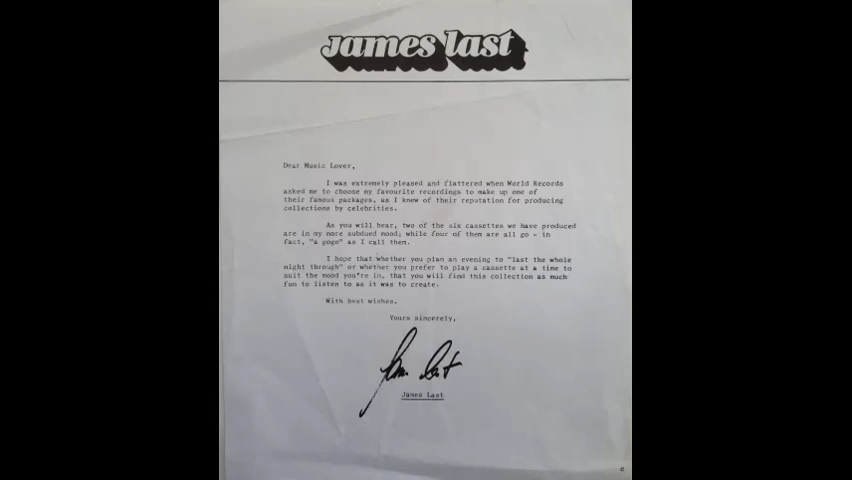 james last
Dear Music Lover,
I was extremely pleased and flattered when World Records
asked me to choose my favourite recordings to make up one of
their famous packages, as I knew of their reputation for producing
collections by celebrities.
As you will hear, two of the six cassettes we have produced
are in my more subdued mood; while four of them are all go - in
fact, "a gogo" as I call them.
I hope that whether you plan an evening to "last the whole
night through" or whether you prefer to play a cassette at a time to
suit the mood you're in, that you will find this collection as much
fun to listen to as it was to create.
With best wishes.
Yours sincerely,
James Last
James Last
c